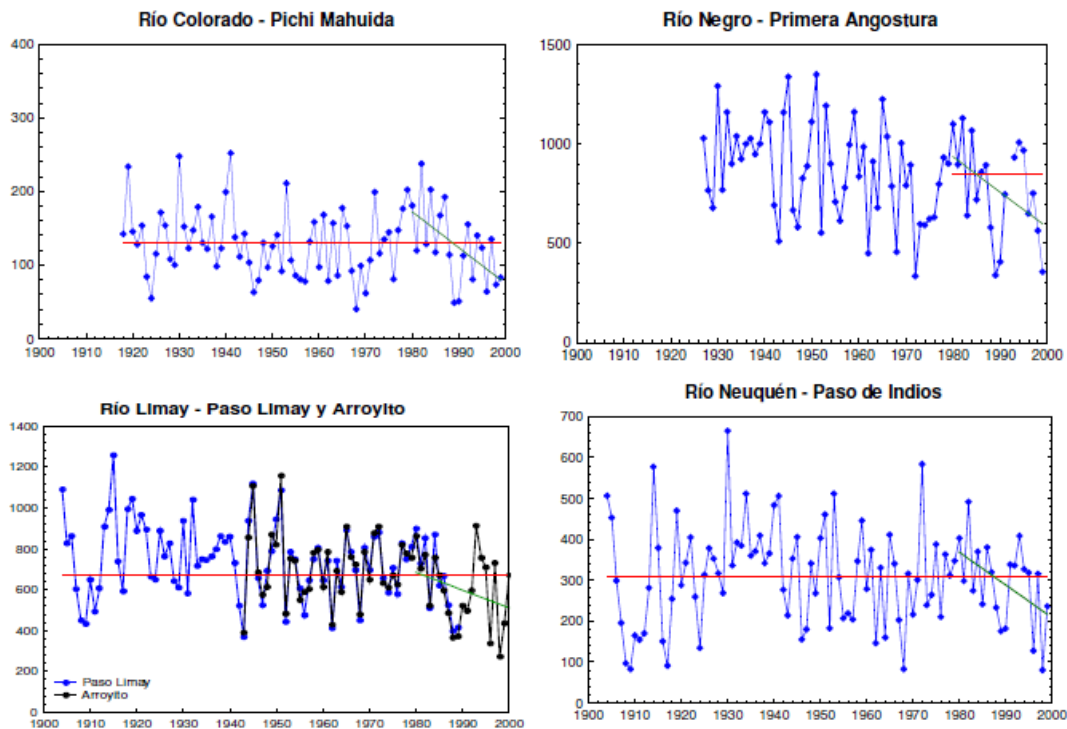 Río Colorado - Pichi Mahuida
400
300
200
100
0
1900 1910 1920 1930 1940 1950 1960 1970 1980 1990 2000
Río Negro - Primera Angostura
1500
1000
500
0
1900 1910 1920 1930 1940 1950 1960 1970 1980 1990 2000
Río Limay - Paso Limay y Arroyito
1400
1200
1000
800
600
400
200
0
Paso Limay
Arroyito
1900 1910 1920 1930 1940 1950 1960 1970 1980 1990 2000
Río Neuquén - Paso de Indios
700
600
500
400
300
200
100
0
1900 1910 1920 1930 1940 1950 1960 1970 1980 1990 2000